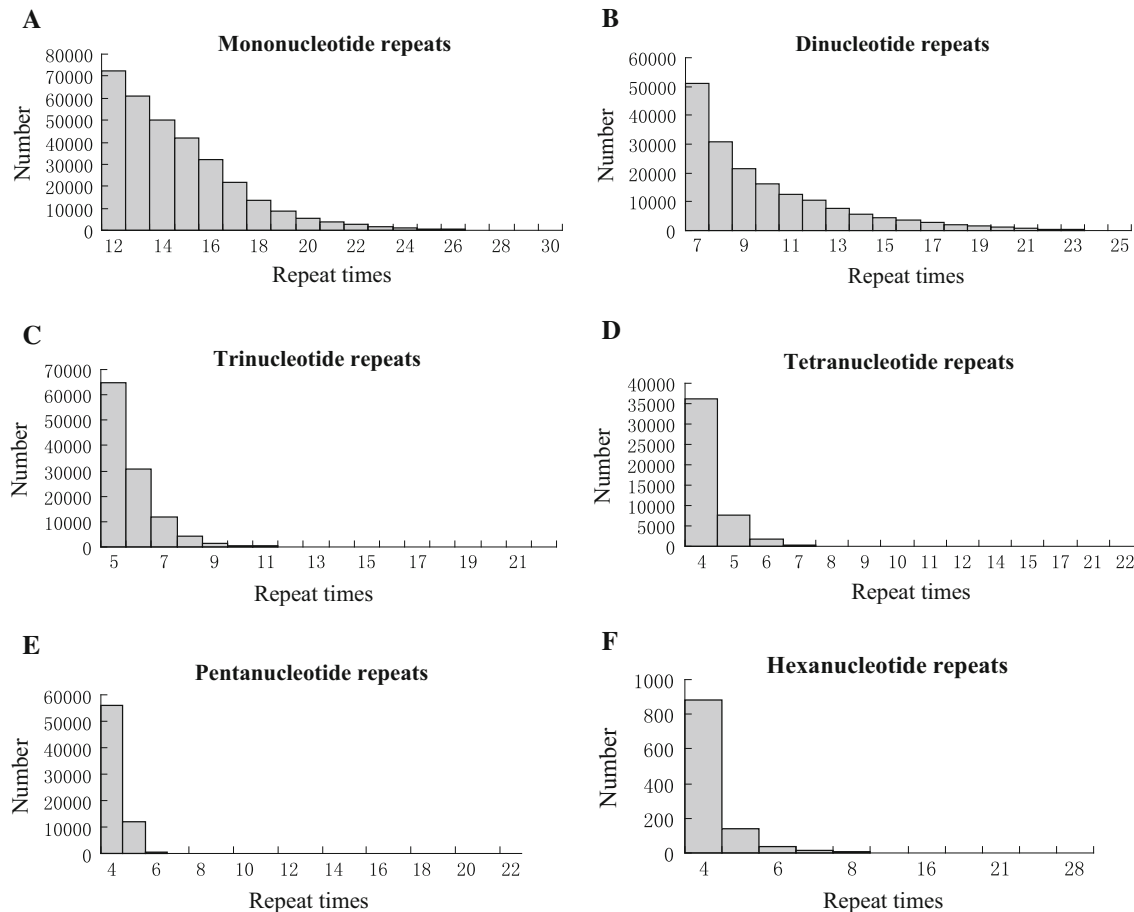 A
Mononucleotide repeats
Number
80000
70000
60000
50000
40000
30000
20000
10000
0
12 14 16 18 20 22 24 26 28 30
Repeat times
B
Dinucleotide repeats
Number
60000
50000
40000
30000
20000
10000
0
7 9 11 13 15 17 19 21 23 25
Repeat times
C
Trinucleotide repeats
Number
70000
60000
50000
40000
30000
20000
10000
0
5 7 9 11 13 15 17 19 21
Repeat times
D
Tetranucleotide repeats
Number
40000
35000
30000
25000
20000
15000
10000
5000
0
4 5 6 7 8 9 10 11 12 14 15 17 21 22
Repeat times
E
Pentanucleotide repeats
Number
60000
50000
40000
30000
20000
10000
0
4 6 8 10 12 14 16 18 20 22
Repeat times
F
Hexanucleotide repeats
Number
1000
800
600
400
200
0
4 6 8 16 21 28
Repeat times